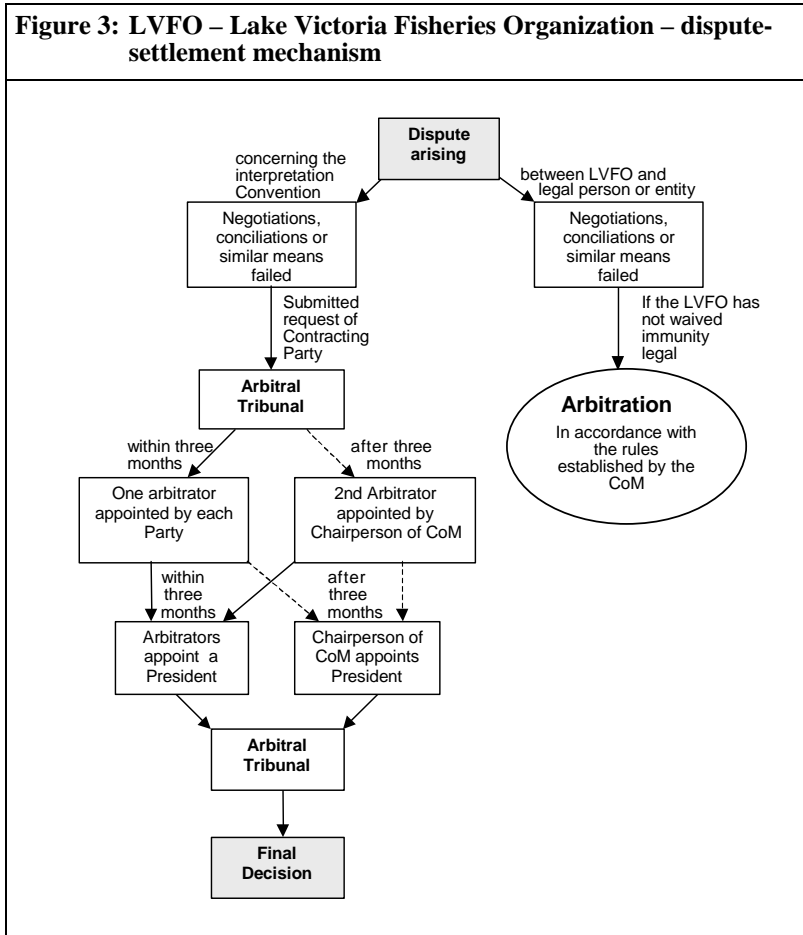 Figure 3: LVFO – Lake Victoria Fisheries Organization – dispute-
settlement mechanism
Dispute
arising
concerning the
interpretation
Convention
between LVFO and
legal person or entity
Negotiations,
conciliations or
similar means
failed
Negotiations,
conciliations or
similar means
failed
Submitted
request of
Contracting
Party
If the LVFO has
not waived
immunity
legal
Arbitral
Tribunal
Arbitration
In accordance with
the rules
established by the
CoM
within three
months
after three
months
One arbitrator
appointed by each
Party
2nd Arbitrator
appointed by
Chairperson of CoM
within
three
months
after
three
months
Arbitrators
appoint a
President
Chairperson of
CoM appoints
President
Arbitral
Tribunal
Final
Decision